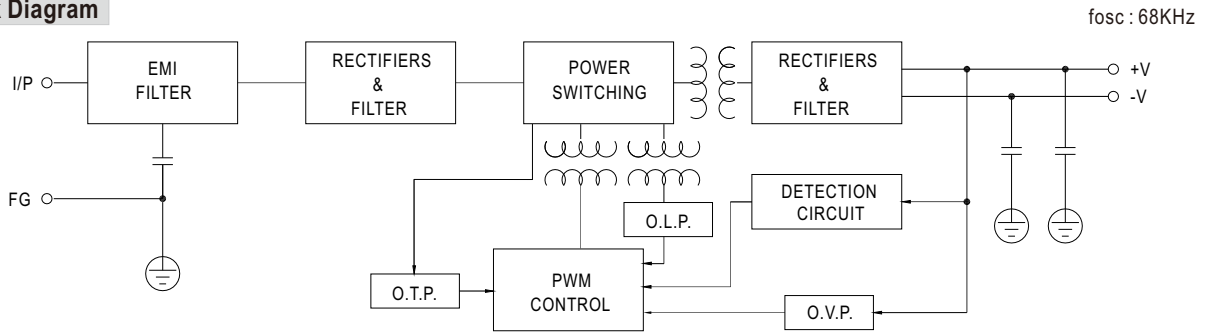 Diagram
fosc : 68KHz
I/P
EMI
FILTER
RECTIFIERS
&
FILTER
POWER
SWITCHING
RECTIFIERS
&
FILTER
+V
-V
FG
DETECTION
CIRCUIT
O.L.P.
O.T.P.
PWM
CONTROL
O.V.P.